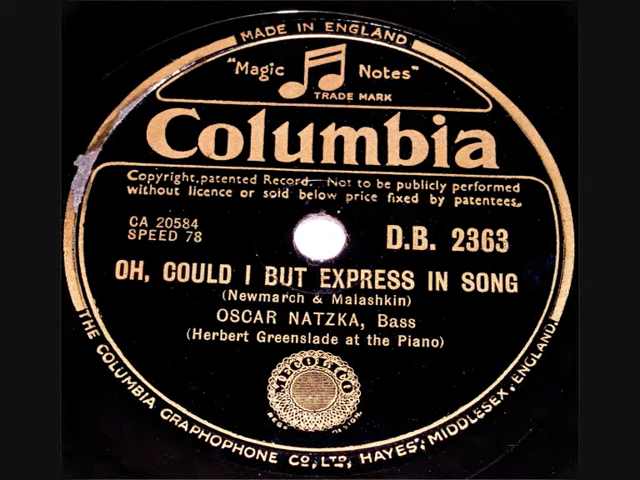 MADE IN ENGLAND
"Magic Notes"
TRADE MARK
Columbia
Copyright, patented Record. Not to be publicly performed
without licence or sold below price fixed by patentees.
CA 20584
SPEED 78
D.B. 2363
OH, COULD I BUT EXPRESS IN SONG
(Newmarch & Malashkin)
OSCAR NATZKA, Bass
(Herbert Greenslade at the Piano)
MECOLICO
THE COLUMBIA GRAPHOPHONE CO., LTD, HAYES, MIDDLESEX, ENGLAND.